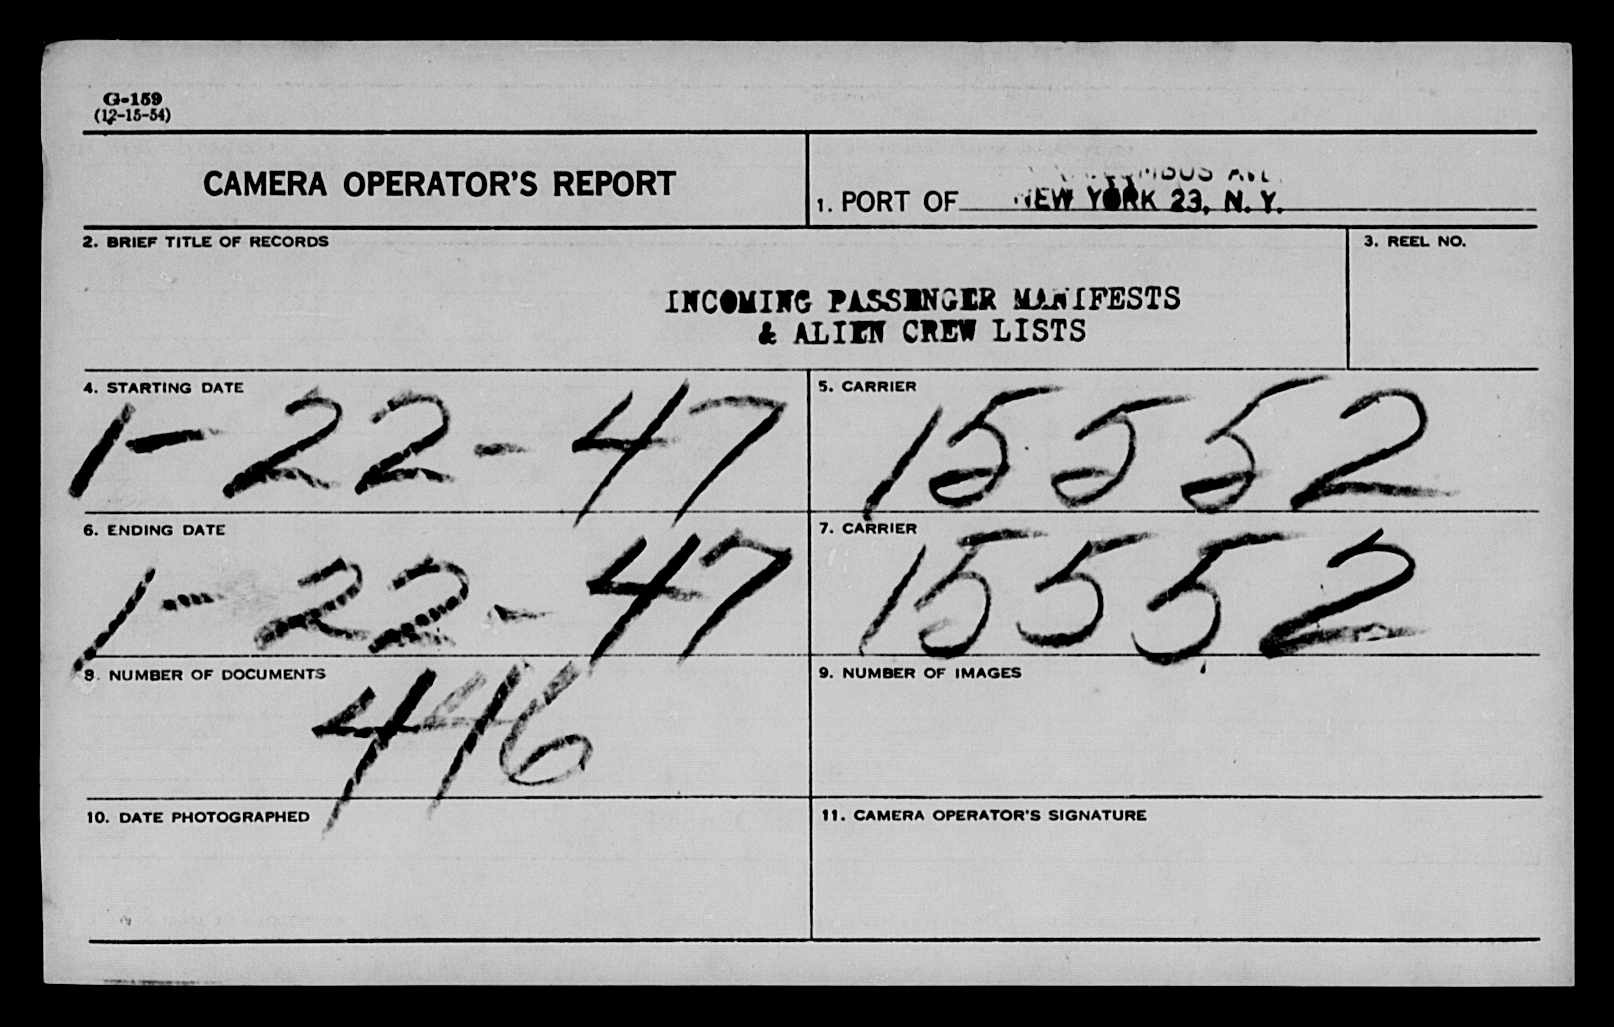 G-159
(12-15-54)
CAMERA OPERATOR'S REPORT
1. PORT OF NEW YORK 23, N. Y.
2. BRIEF TITLE OF RECORDS
3. REEL NO.
INCOMING PASSENGER MANIFESTS
& ALIEN CREW LISTS
4. STARTING DATE
1-22-47
5. CARRIER
15552
6. ENDING DATE
1-22-47
7. CARRIER
15552
8. NUMBER OF DOCUMENTS
446
9. NUMBER OF IMAGES
10. DATE PHOTOGRAPHED
11. CAMERA OPERATOR'S SIGNATURE